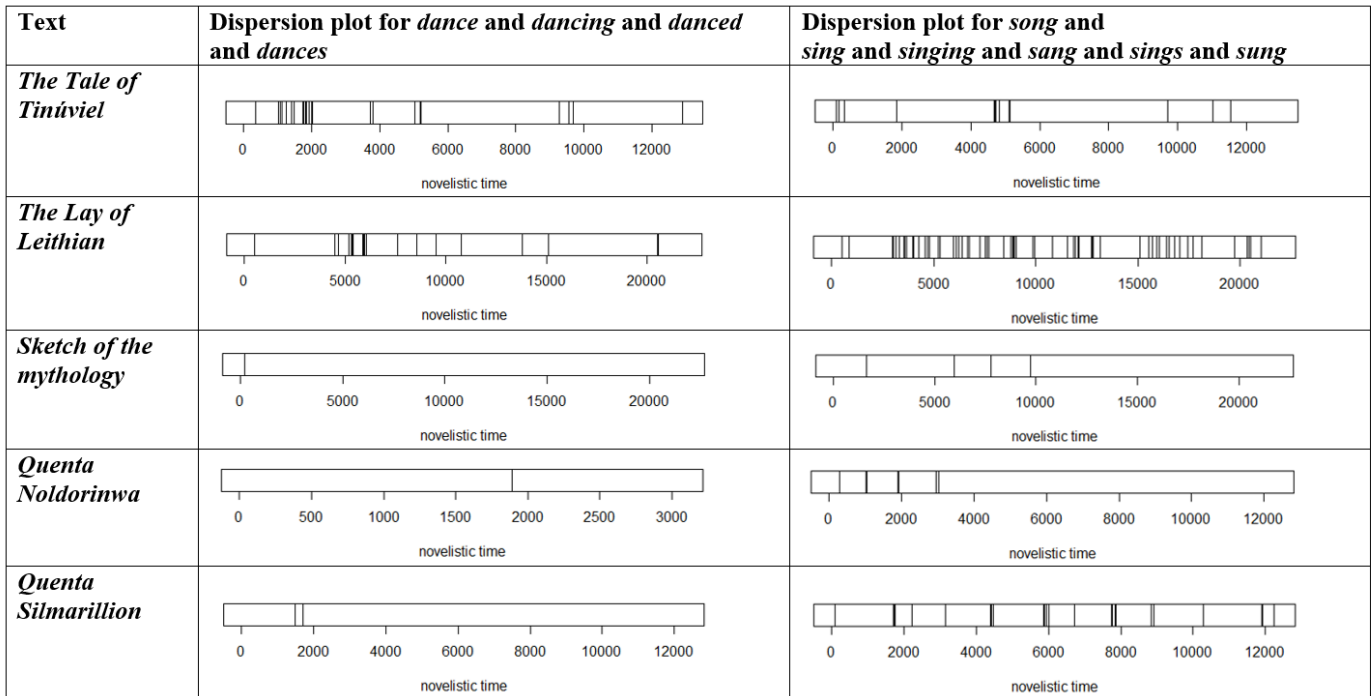 Text
Dispersion plot for dance and dancing and danced
and dances
Dispersion plot for song and
sing and singing and sang and sings and sung
The Tale of
Tinúviel
0 2000 4000 6000 8000 10000 12000
novelistic time
0 2000 4000 6000 8000 10000 12000
novelistic time
The Lay of
Leithian
0 5000 10000 15000 20000
novelistic time
0 5000 10000 15000 20000
novelistic time
Sketch of the
mythology
0 5000 10000 15000 20000
novelistic time
0 5000 10000 15000 20000
novelistic time
Quenta
Noldorinwa
0 500 1000 1500 2000 2500 3000
novelistic time
0 2000 4000 6000 8000 10000 12000
novelistic time
Quenta
Silmarillion
0 2000 4000 6000 8000 10000 12000
novelistic time
0 2000 4000 6000 8000 10000 12000
novelistic time